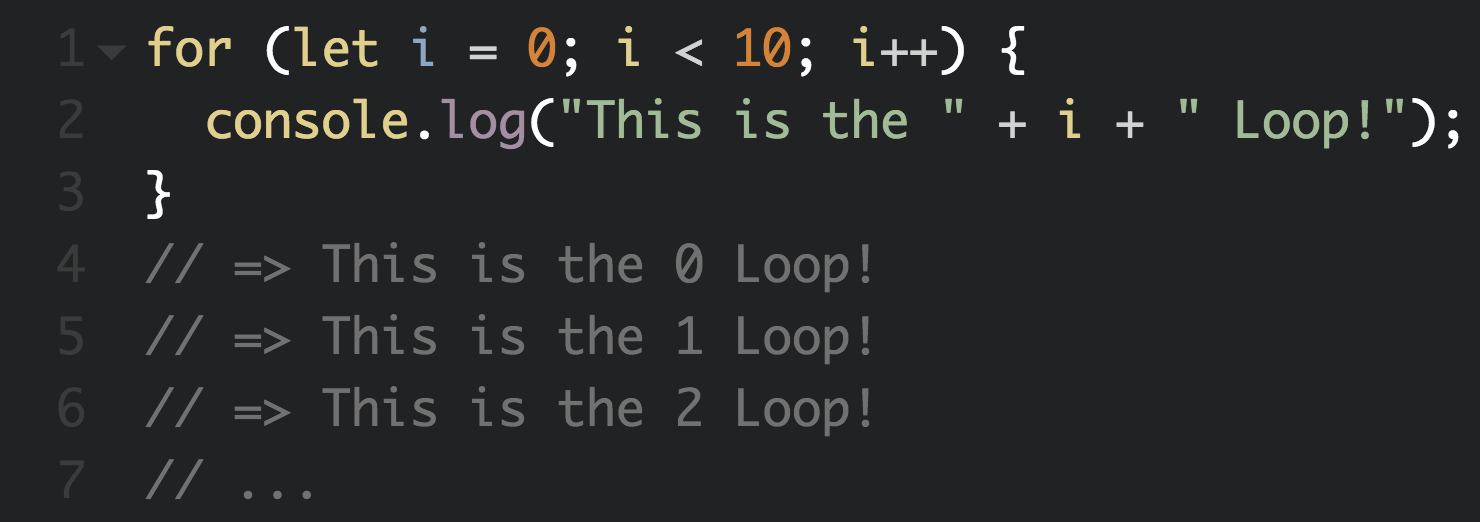 1 for (let i = 0; i < 10; i++) {
2 console.log("This is the " + i + " Loop!");
3 }
4 // => This is the 0 Loop!
5 // => This is the 1 Loop!
6 // => This is the 2 Loop!
7 // ...